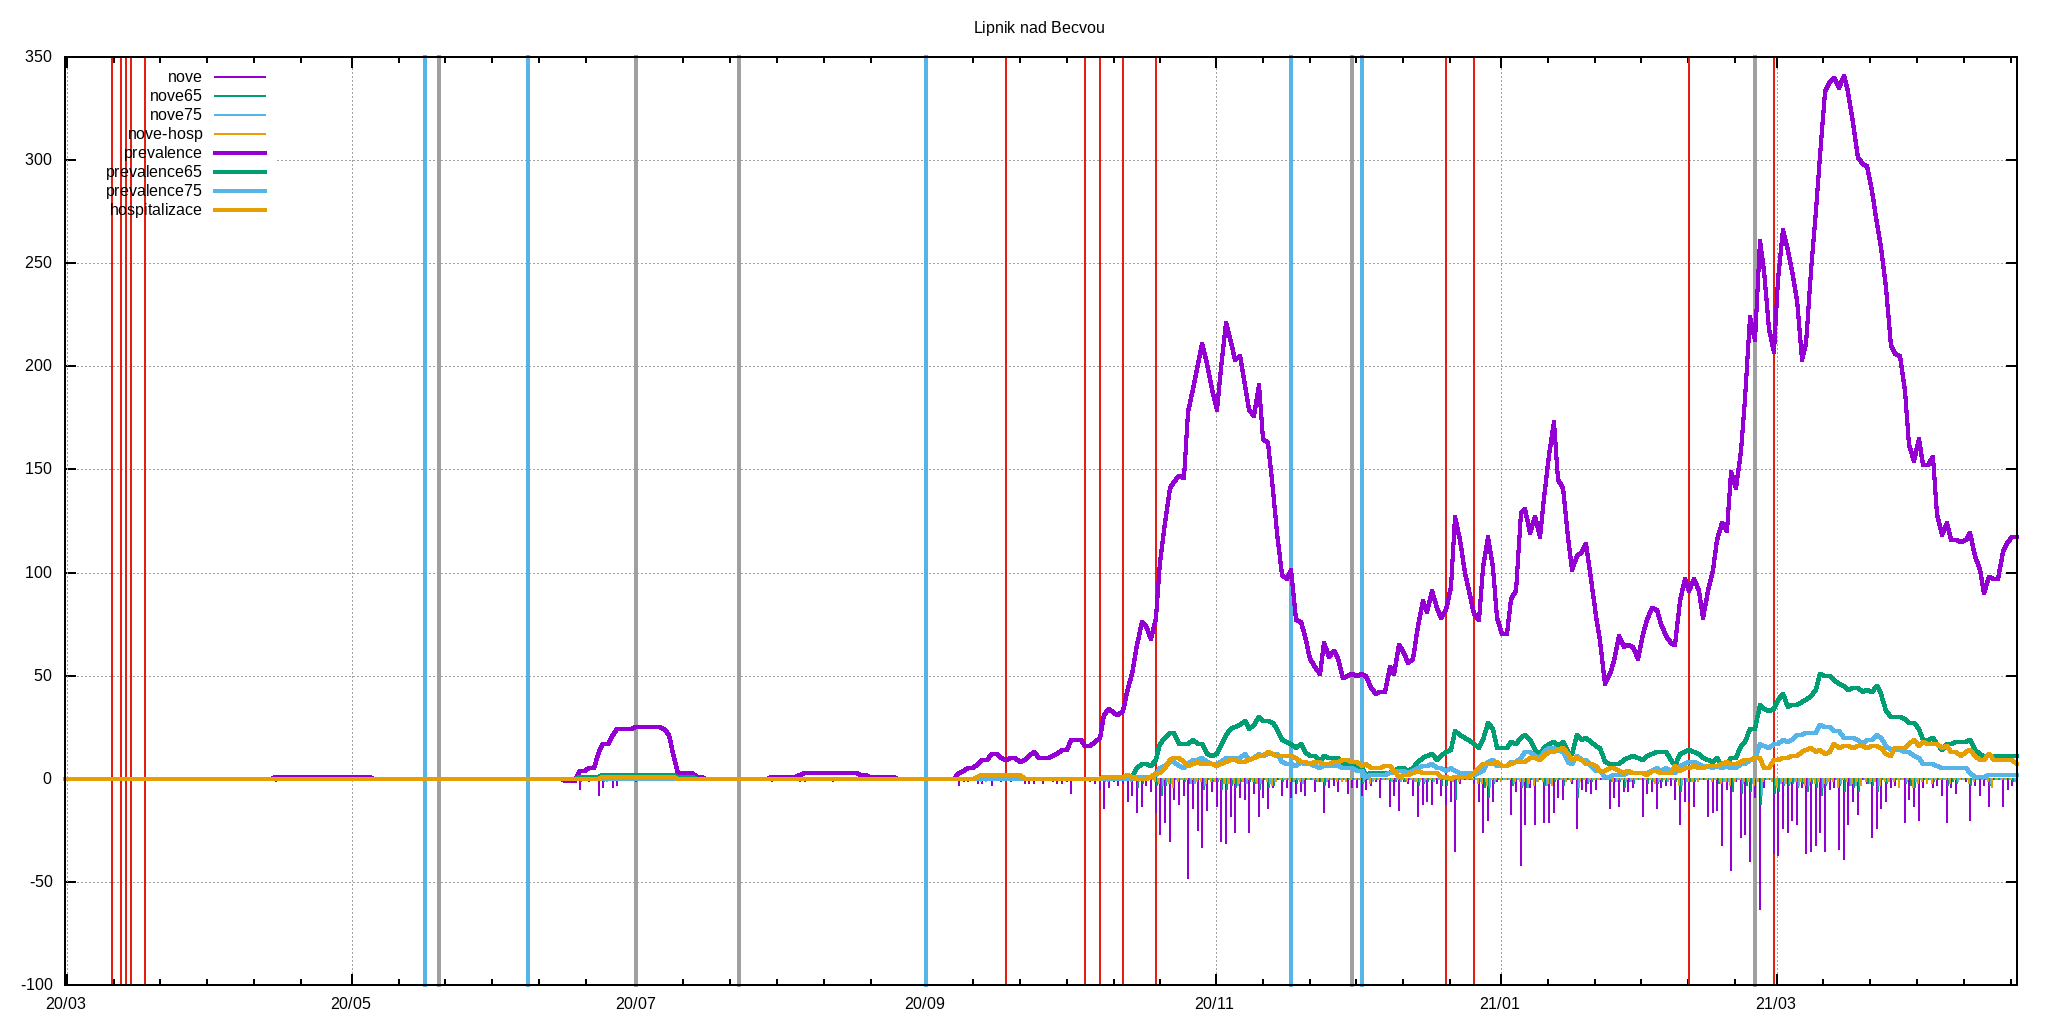 Lipnik nad Becvou
350
300
250
200
150
100
50
0
-50
-100
nove
nove65
nove75
nove-hosp
prevalence
prevalence65
prevalence75
hospitalizace
20/03 20/05 20/07 20/09 20/11 21/01 21/03